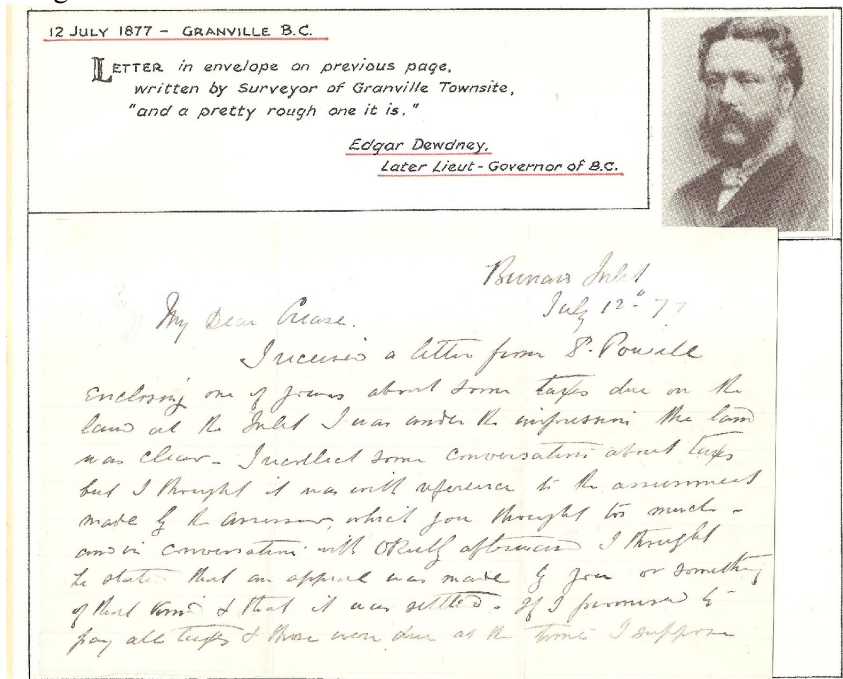 12 JULY 1877 - GRANVILLE B.C.
LETTER in envelope on previous page,
written by Surveyor of Granville Townsite,
"and a pretty rough one it is."
Edgar Dewdney,
Later Lieut-Governor of B.C.
Burrard Inlet
July 12" 77
My Dear Crease.
I received a letter from P. Powell
enclosing one of yours about some taxes due on the
land at the Inlet I was under the impression the land
was clear - I recollect some conversation about taxes
but I thought it was with reference to the assessment
made by the assessor, which you thought too much -
and in conversation with afterwards I thought
he stated that an appeal was made by you or something
of that kind & that it was settled - If I promised to
pay all taxes & those were due at the time I suppose